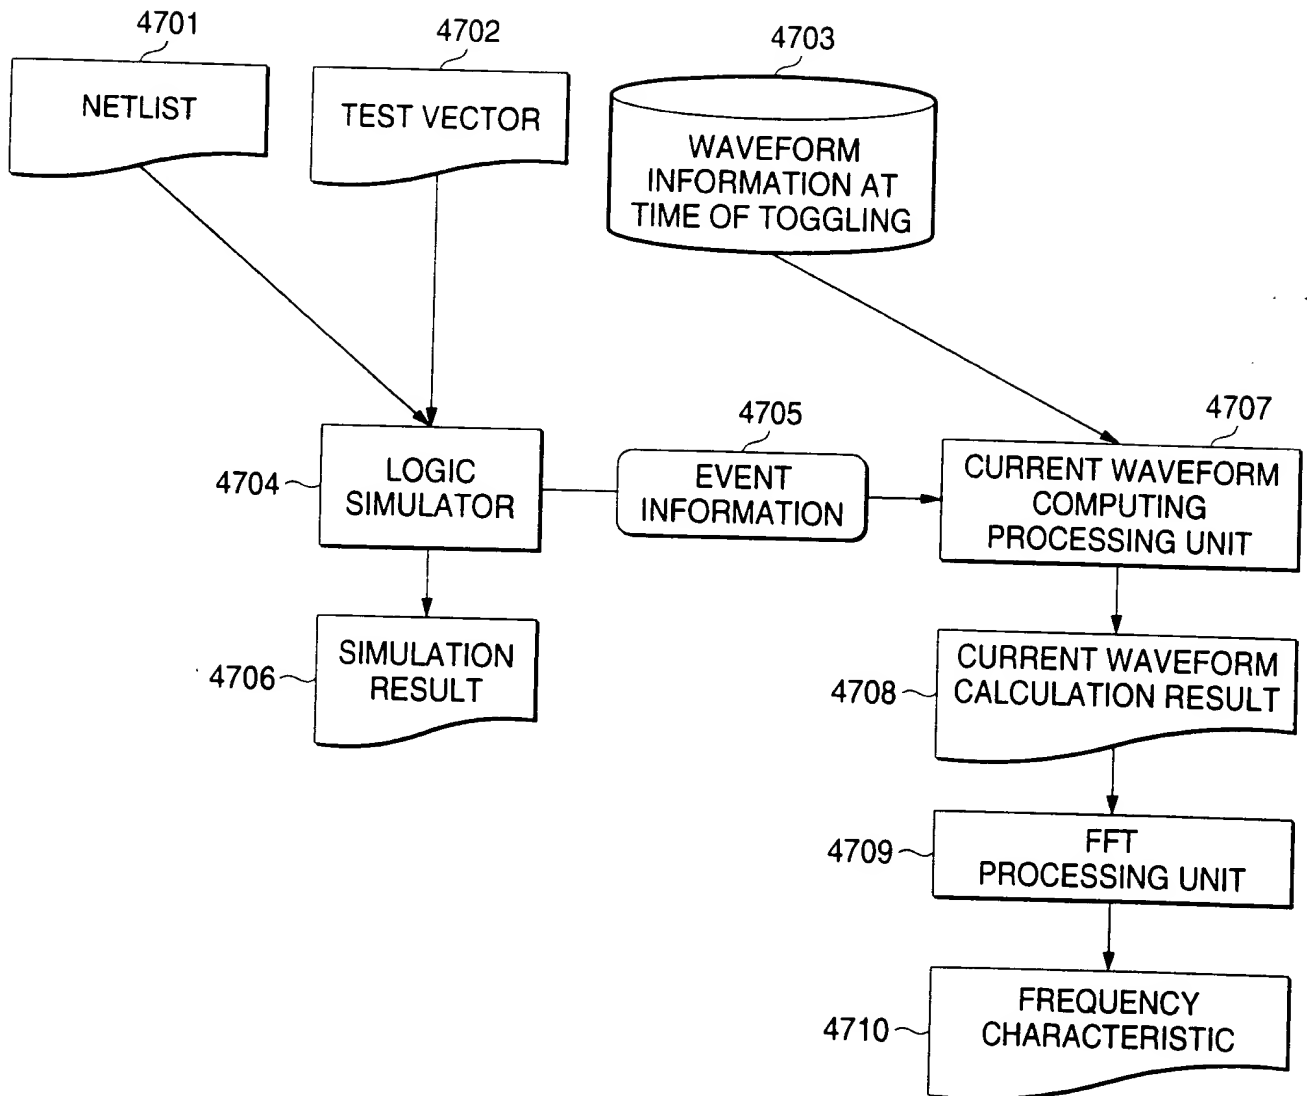 4701
4702
4703
NETLIST
TEST VECTOR
WAVEFORM
INFORMATION AT
TIME OF TOGGLING
4704
LOGIC
SIMULATOR
4705
EVENT
INFORMATION
4707
CURRENT WAVEFORM
COMPUTING
PROCESSING UNIT
4706
SIMULATION
RESULT
4708
CURRENT WAVEFORM
CALCULATION RESULT
4709
FFT
PROCESSING UNIT
4710
FREQUENCY
CHARACTERISTIC